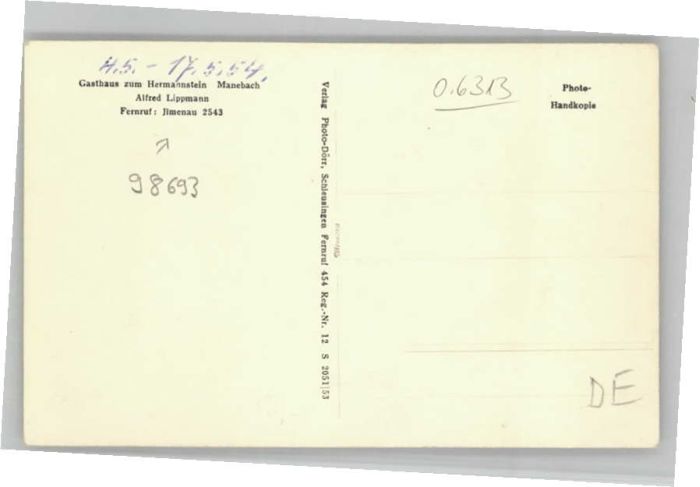 4.5. - 17.5.54.
Gasthaus zum Hermannstein Manebach
Alfred Lippmann
Fernruf: Jlmenau 2543
98693
Verlag Photo-Dörr, Schleusingen Fernruf 454 Reg.-Nr. 12 S 2051|53
0.6313
Photo-
Handkopie
DE